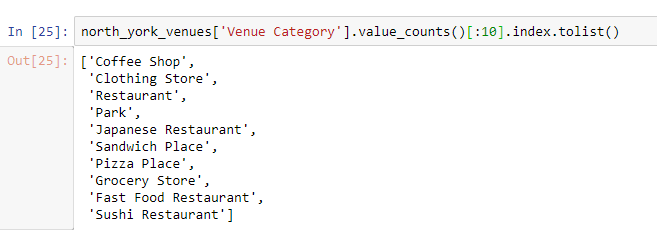 In [25]: north_york_venues['Venue Category'].value_counts()[:10].index.tolist()
Out[25]: ['Coffee Shop',
'Clothing Store',
'Restaurant',
'Park',
'Japanese Restaurant',
'Sandwich Place',
'Pizza Place',
'Grocery Store',
'Fast Food Restaurant',
'Sushi Restaurant']